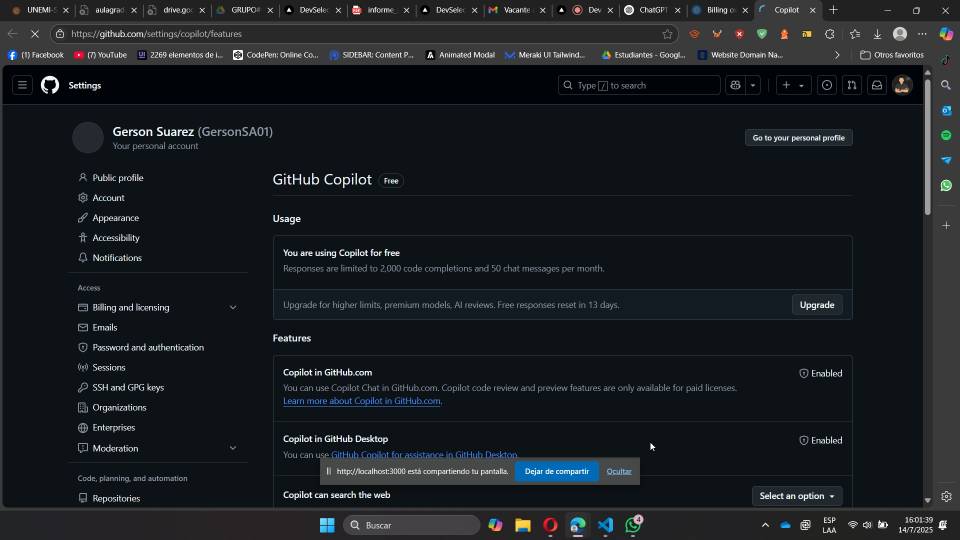 UNEMI-S
aulagrad
drive.goo
GRUPO#
DevSelec
informe_
DevSelec
Vacante
Dev
ChatGPT
Billing o
Copilot
https://github.com/settings/copilot/features
(1) Facebook
(7) YouTube
2269 elementos de i...
CodePen: Online Co...
SIDEBAR: Content P...
Animated Modal
Meraki UI Tailwind...
Estudiantes - Googl...
Website Domain Na...
Otros favoritos
Settings
Type / to search
Gerson Suarez (GersonSA01)
Your personal account
Go to your personal profile
Public profile
Account
Appearance
Accessibility
Notifications
Access
Billing and licensing
Emails
Password and authentication
Sessions
SSH and GPG keys
Organizations
Enterprises
Moderation
Code, planning, and automation
Repositories
GitHub Copilot Free
Usage
You are using Copilot for free
Responses are limited to 2,000 code completions and 50 chat messages per month.
Upgrade for higher limits, premium models, AI reviews. Free responses reset in 13 days.
Upgrade
Features
Copilot in GitHub.com
Enabled
You can use Copilot Chat in GitHub.com. Copilot code review and preview features are only available for paid licenses.
Learn more about Copilot in GitHub.com.
Copilot in GitHub Desktop
Enabled
You can use GitHub Copilot for assistance in GitHub Desktop.
http://localhost:3000 está compartiendo tu pantalla.
Dejar de compartir
Ocultar
Copilot can search the web
Select an option
Buscar
4
ESP
LAA
16:01:39
14/7/2025